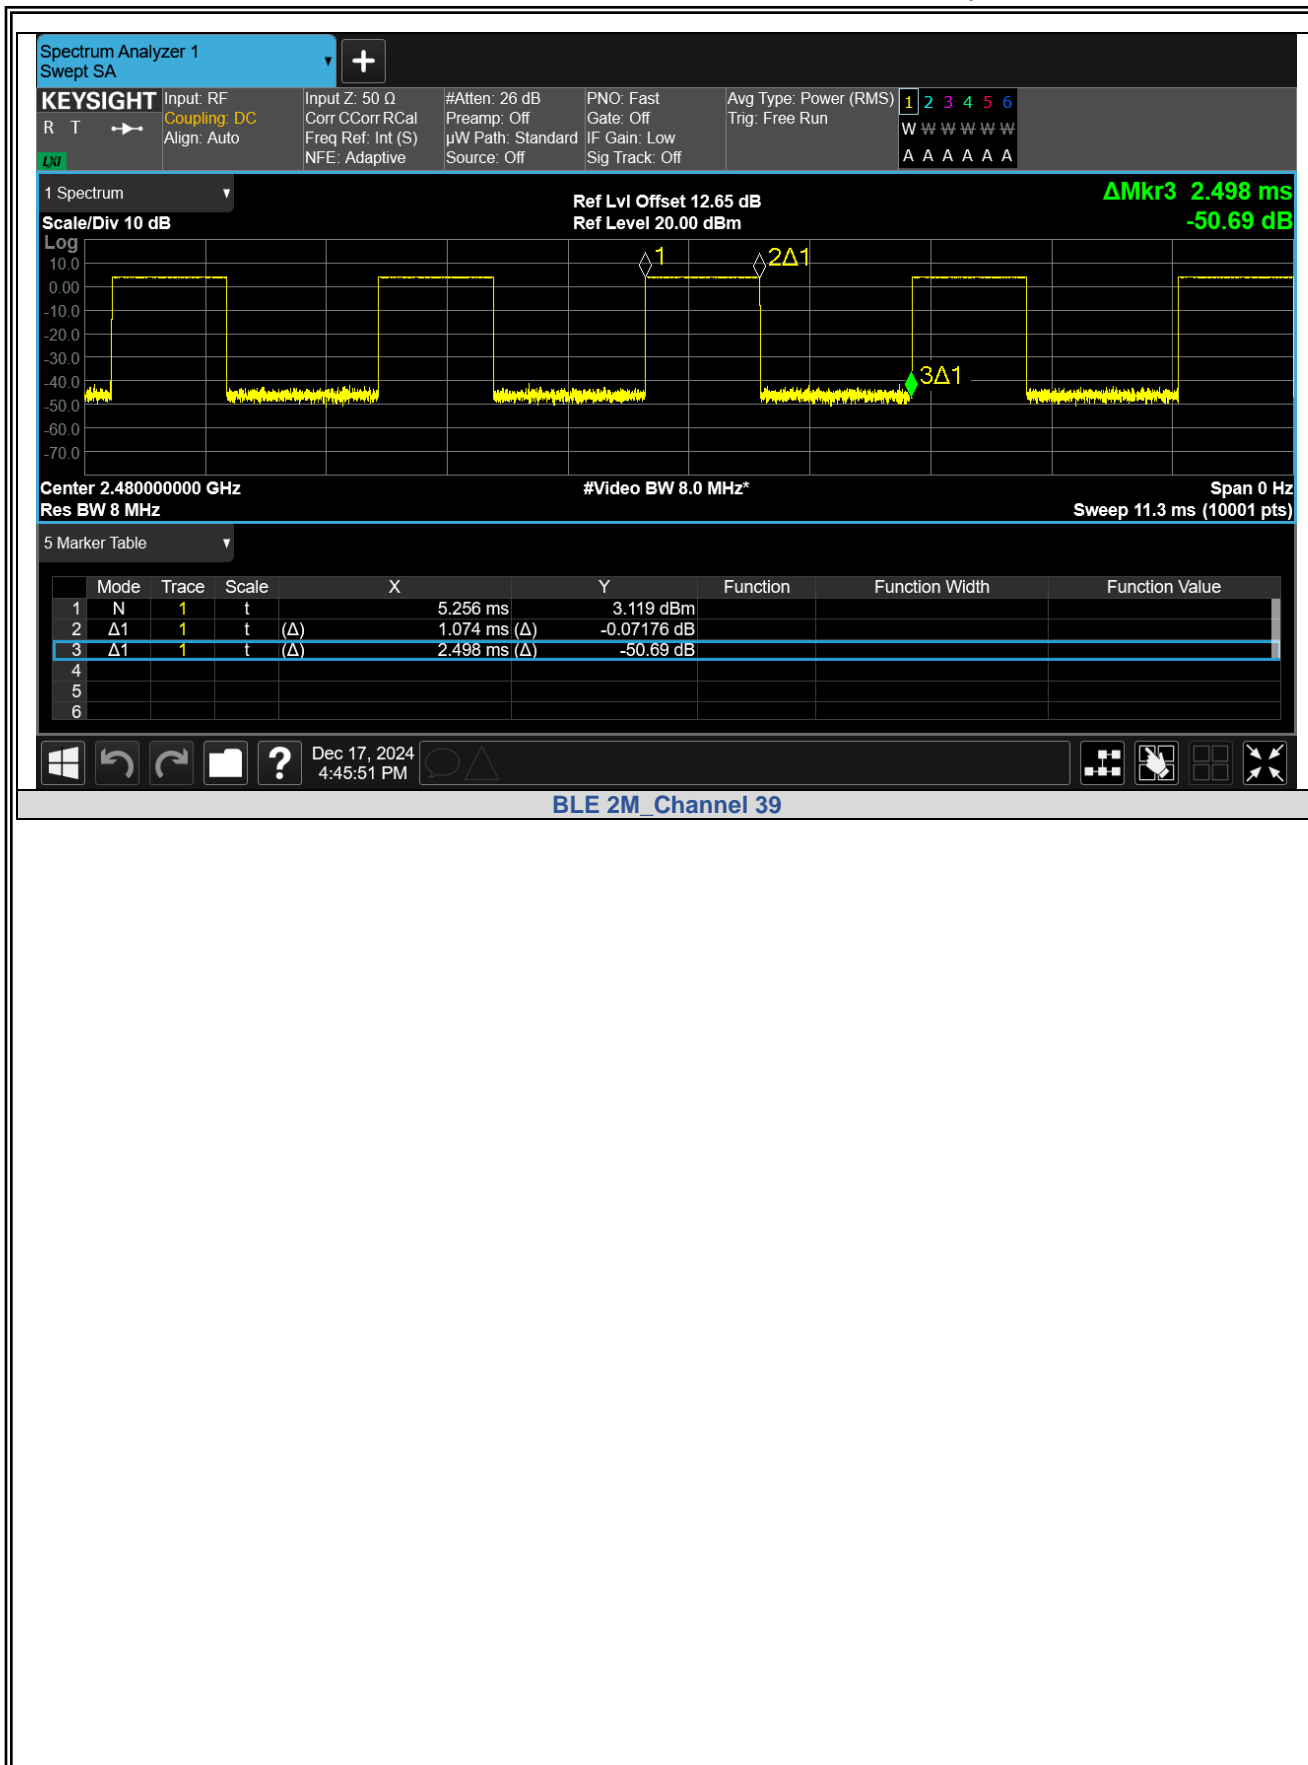 Spectrum Analyzer 1
Swept SA
KEYSIGHT
R T
LXI
Input: RF
Coupling: DC
Align: Auto
Input Z: 50 Ω
Corr CCorr RCal
Freq Ref: Int (S)
NFE: Adaptive
#Atten: 26 dB
Preamp: Off
µW Path: Standard
Source: Off
PNO: Fast
Gate: Off
IF Gain: Low
Sig Track: Off
Avg Type: Power (RMS)
Trig: Free Run
1 2 3 4 5 6
W W W W W W
A A A A A A
1 Spectrum
Scale/Div 10 dB
Ref Lvl Offset 12.65 dB
Ref Level 20.00 dBm
ΔMkr3 2.498 ms
-50.69 dB
Log
10.0
0.00
-10.0
-20.0
-30.0
-40.0
-50.0
-60.0
-70.0
1
2Δ1
3Δ1
Center 2.480000000 GHz
#Video BW 8.0 MHz*
Span 0 Hz
Res BW 8 MHz
Sweep 11.3 ms (10001 pts)
5 Marker Table
Mode Trace Scale X Y Function Function Width Function Value
1 N 1 t 5.256 ms 3.119 dBm
2 Δ1 1 t (Δ) 1.074 ms (Δ) -0.07176 dB
3 Δ1 1 t (Δ) 2.498 ms (Δ) -50.69 dB
4
5
6
?
Dec 17, 2024
4:45:51 PM
BLE 2M_Channel 39